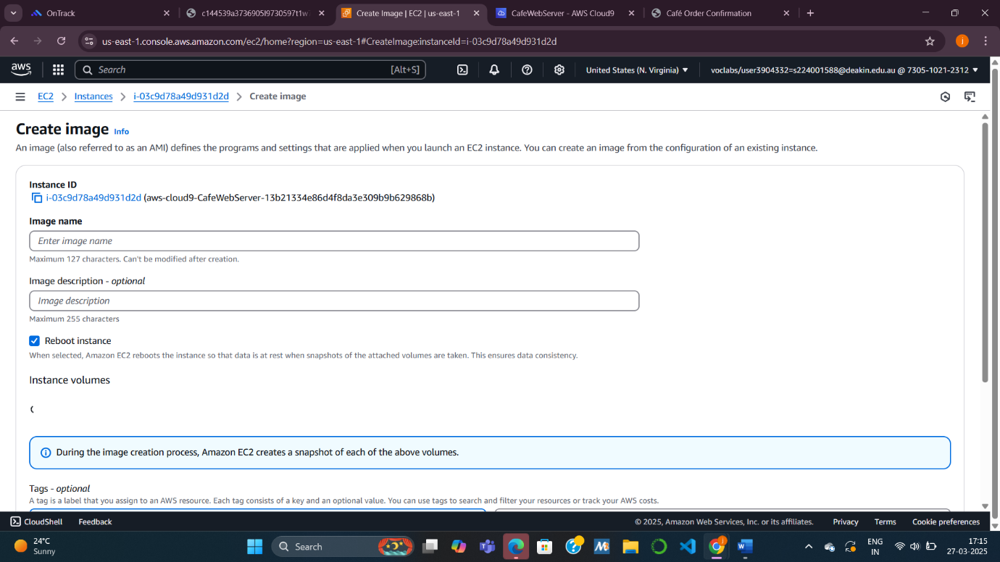 OnTrack
c144539a3736905l9730597t1w7
Create Image | EC2 | us-east-1
CafeWebServer - AWS Cloud9
Café Order Confirmation
us-east-1.console.aws.amazon.com/ec2/home?region=us-east-1#CreateImage:instanceId=i-03c9d78a49d931d2d
j
aws
Search
[Alt+S]
United States (N. Virginia)
voclabs/user3904332=s224001588@deakin.edu.au @ 7305-1021-2312
EC2
Instances
i-03c9d78a49d931d2d
Create image
Create image Info
An image (also referred to as an AMI) defines the programs and settings that are applied when you launch an EC2 instance. You can create an image from the configuration of an existing instance.
Instance ID
i-03c9d78a49d931d2d (aws-cloud9-CafeWebServer-13b21334e86d4f8da3e309b9b629868b)
Image name
Enter image name
Maximum 127 characters. Can't be modified after creation.
Image description - optional
Image description
Maximum 255 characters
Reboot instance
When selected, Amazon EC2 reboots the instance so that data is at rest when snapshots of the attached volumes are taken. This ensures data consistency.
Instance volumes
During the image creation process, Amazon EC2 creates a snapshot of each of the above volumes.
Tags - optional
A tag is a label that you assign to an AWS resource. Each tag consists of a key and an optional value. You can use tags to search and filter your resources or track your AWS costs.
CloudShell
Feedback
© 2025, Amazon Web Services, Inc. or its affiliates.
Privacy
Terms
Cookie preferences
24°C
Sunny
Search
ENG
IN
17:15
27-03-2025